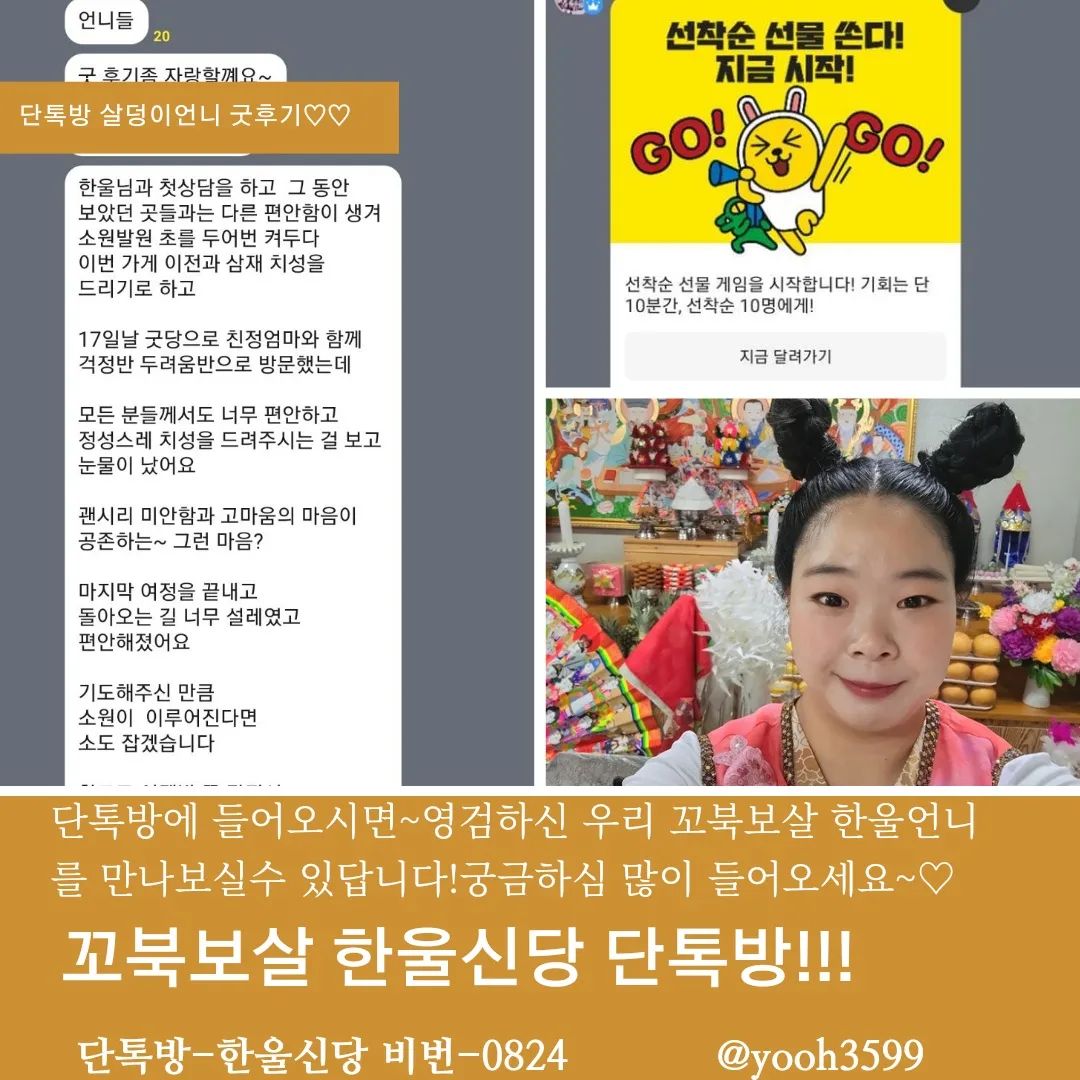 언니들
20
굿 후기좀 자랑할꼐요~
단톡방 살덩이언니 굿후기♡♡
한울님과 첫상담을 하고 그 동안
보았던 곳들과는 다른 편안함이 생겨
소원발원 초를 두어번 켜두다
이번 가게 이전과 삼재 치성을
드리기로 하고
17일날 굿당으로 친정엄마와 함께
걱정반 두려움반으로 방문했는데
모든 분들께서도 너무 편안하고
정성스레 치성을 드려주시는 걸 보고
눈물이 났어요
괜시리 미안함과 고마움의 마음이
공존하는~ 그런 마음?
마지막 여정을 끝내고
돌아오는 길 너무 설레였고
편안해졌어요
기도해주신 만큼
소원이 이루어진다면
소도 잡겠습니다
선착순 선물 쏜다!
지금 시작!
GO! GO!
선착순 선물 게임을 시작합니다! 기회는 단
10분간, 선착순 10명에게!
지금 달려가기
단톡방에 들어오시면~영검하신 우리 꼬북보살 한울언니
를 만나보실수 있답니다!궁금하심 많이 들어오세요~♡
꼬북보살 한울신당 단톡방!!!
단톡방-한울신당 비번-0824
@yooh3599